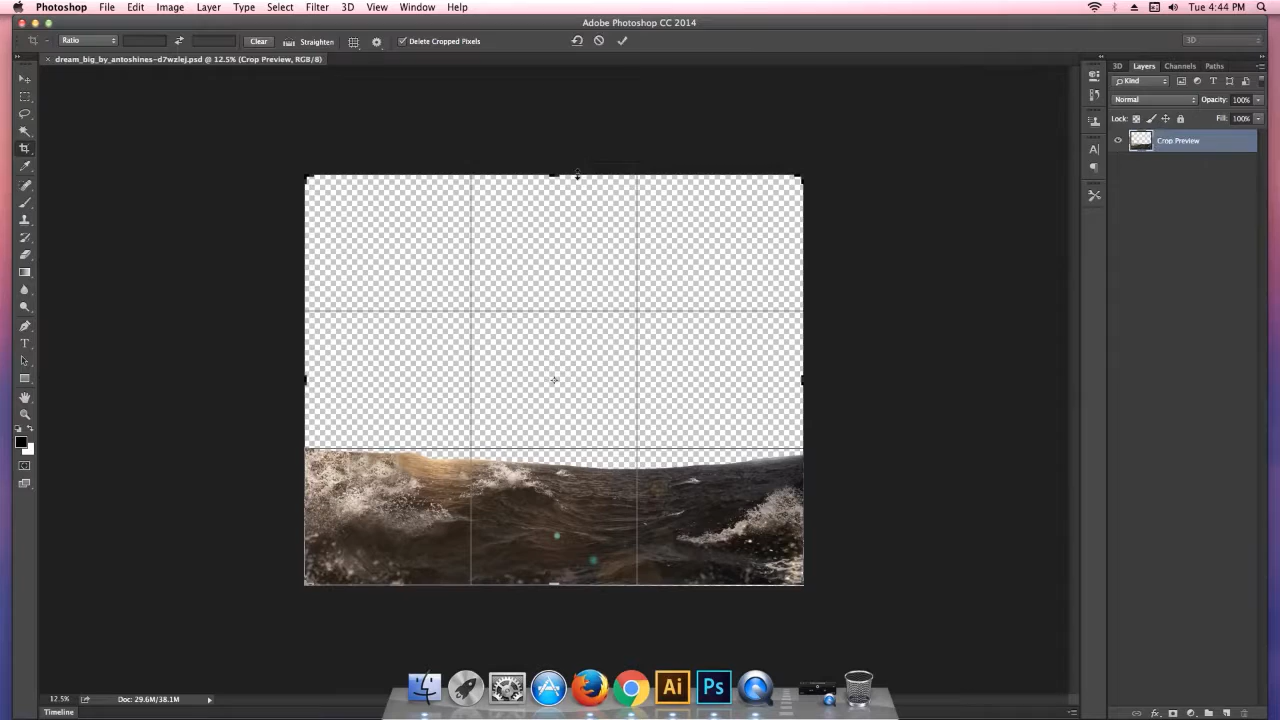 Photoshop File Edit Image Layer Type Select Filter 3D View Window Help Tue 4:44 PM
Adobe Photoshop CC 2014
Ratio Clear Straighten Delete Cropped Pixels 3D
× dream_big_by_antoshines-d7wzlej.psd @ 12.5% (Crop Preview, RGB/8)
3D Layers Channels Paths
Kind
Normal Opacity: 100%
Lock: Fill: 100%
Crop Preview
12.5% Doc: 29.6M/38.1M
Timeline
Ai Ps